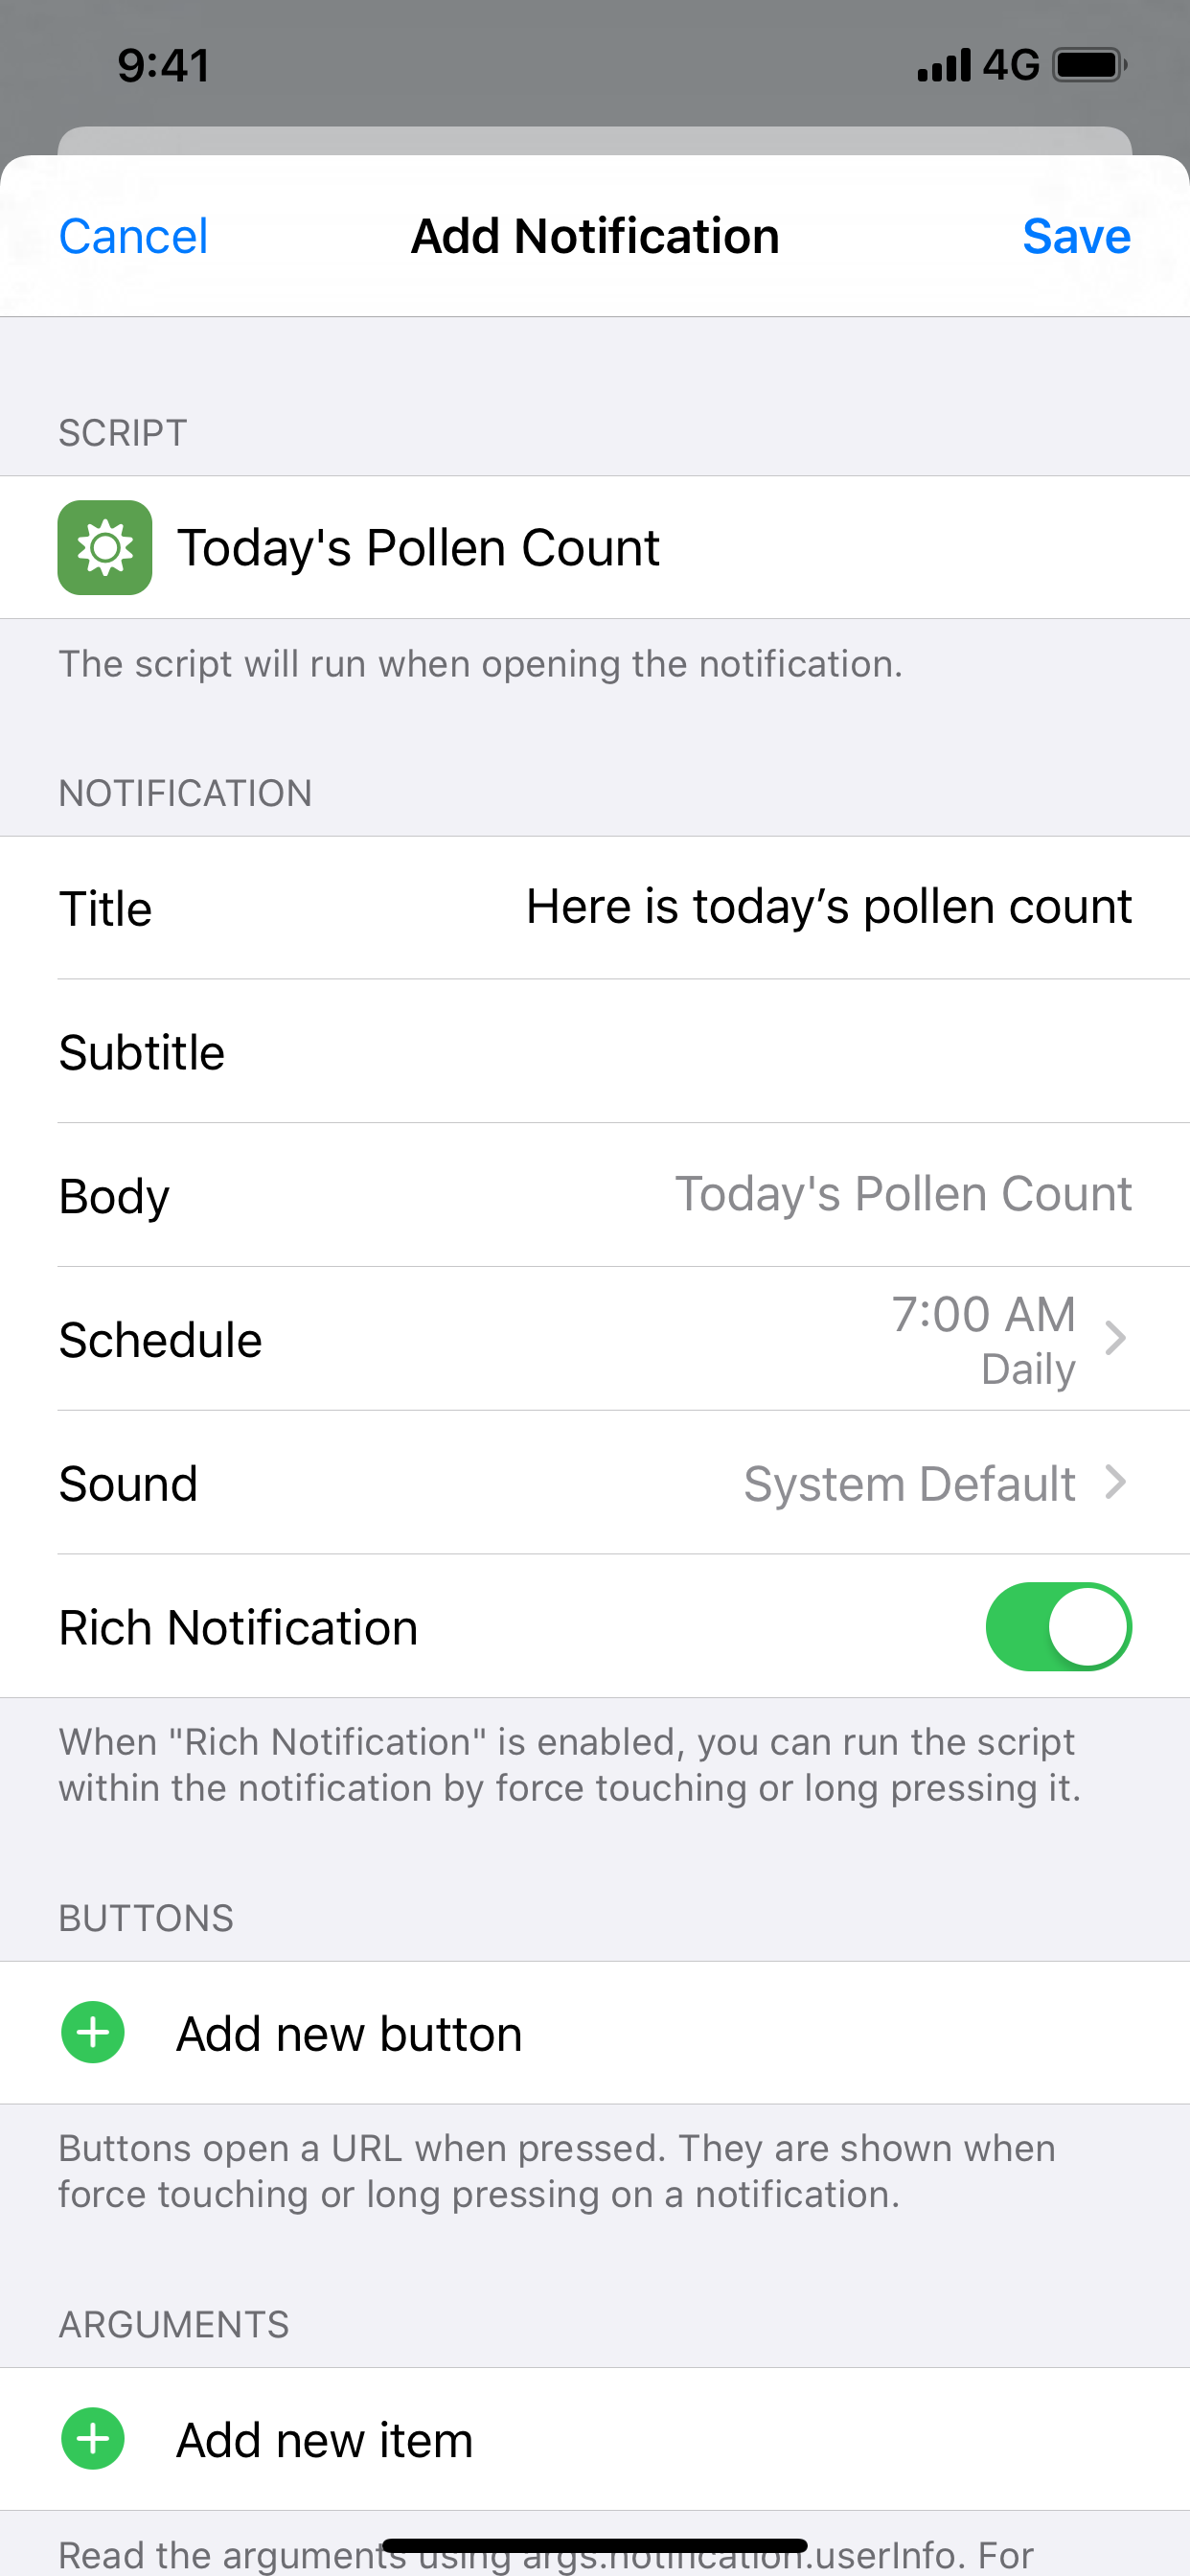 9:41
4G
Cancel
Add Notification
Save
SCRIPT
Today's Pollen Count
The script will run when opening the notification.
NOTIFICATION
Title
Here is today’s pollen count
Subtitle
Body
Today's Pollen Count
Schedule
7:00 AM
Daily
Sound
System Default
Rich Notification
When "Rich Notification" is enabled, you can run the script
within the notification by force touching or long pressing it.
BUTTONS
Add new button
Buttons open a URL when pressed. They are shown when
force touching or long pressing on a notification.
ARGUMENTS
Add new item
Read the arguments using args.notification.userInfo. For